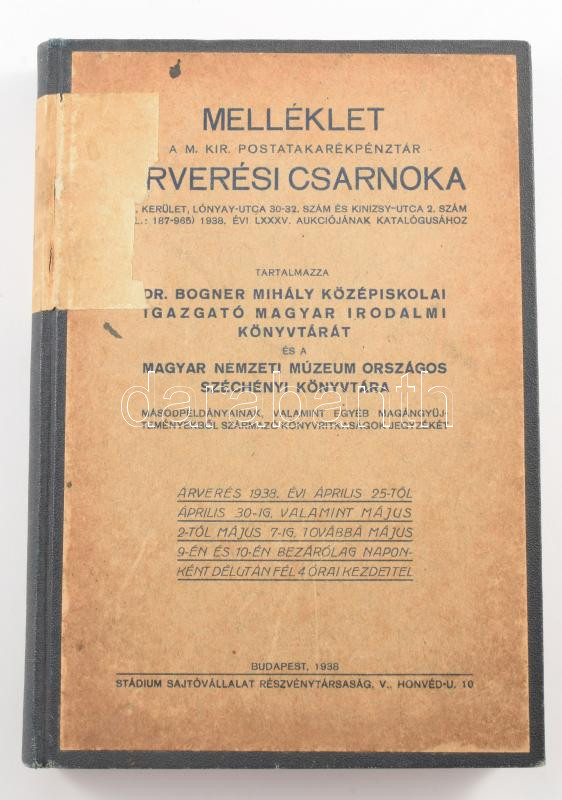 MELLÉKLET
A M. KIR. POSTATAKARÉKPÉNZTÁR
RVERÉSI CSARNOKA
KERÜLET, LÓNYAY-UTCA 30-32. SZÁM ÉS KINIZSY-UTCA 2. SZÁM
L.: 187-965) 1938. ÉVI LXXXV. AUKCIÓJÁNAK KATALÓGUSÁHOZ
TARTALMAZZA
DR. BOGNER MIHÁLY KÖZÉPISKOLAI
IGAZGATÓ MAGYAR IRODALMI
KÖNYVTÁRÁT
ÉS A
MAGYAR NEMZETI MÚZEUM ORSZÁGOS
SZÉCHÉNYI KÖNYVTÁRA
darabanth
MÁSODPÉLDÁNYAINAK, VALAMINT EGYÉB MAGÁNGYÜJ-
TEMÉNYEKBŐL SZÁRMAZÓ KÖNYVRITKASÁGOK JEGYZÉKÉT
ÁRVERÉS 1938. ÉVI ÁPRILIS 25-TŐL
ÁPRILIS 30-IG, VALAMINT MÁJUS
2-TŐL MÁJUS 7-IG, TOVÁBBÁ MÁJUS
9-ÉN ÉS 10-ÉN BEZÁRÓLAG NAPON-
KÉNT DÉLUTÁN FÉL 4 ÓRAI KEZDETTEL
BUDAPEST, 1938
STÁDIUM SAJTÓVÁLLALAT RÉSZVÉNYTÁRSASÁG, V., HONVÉD-U. 10